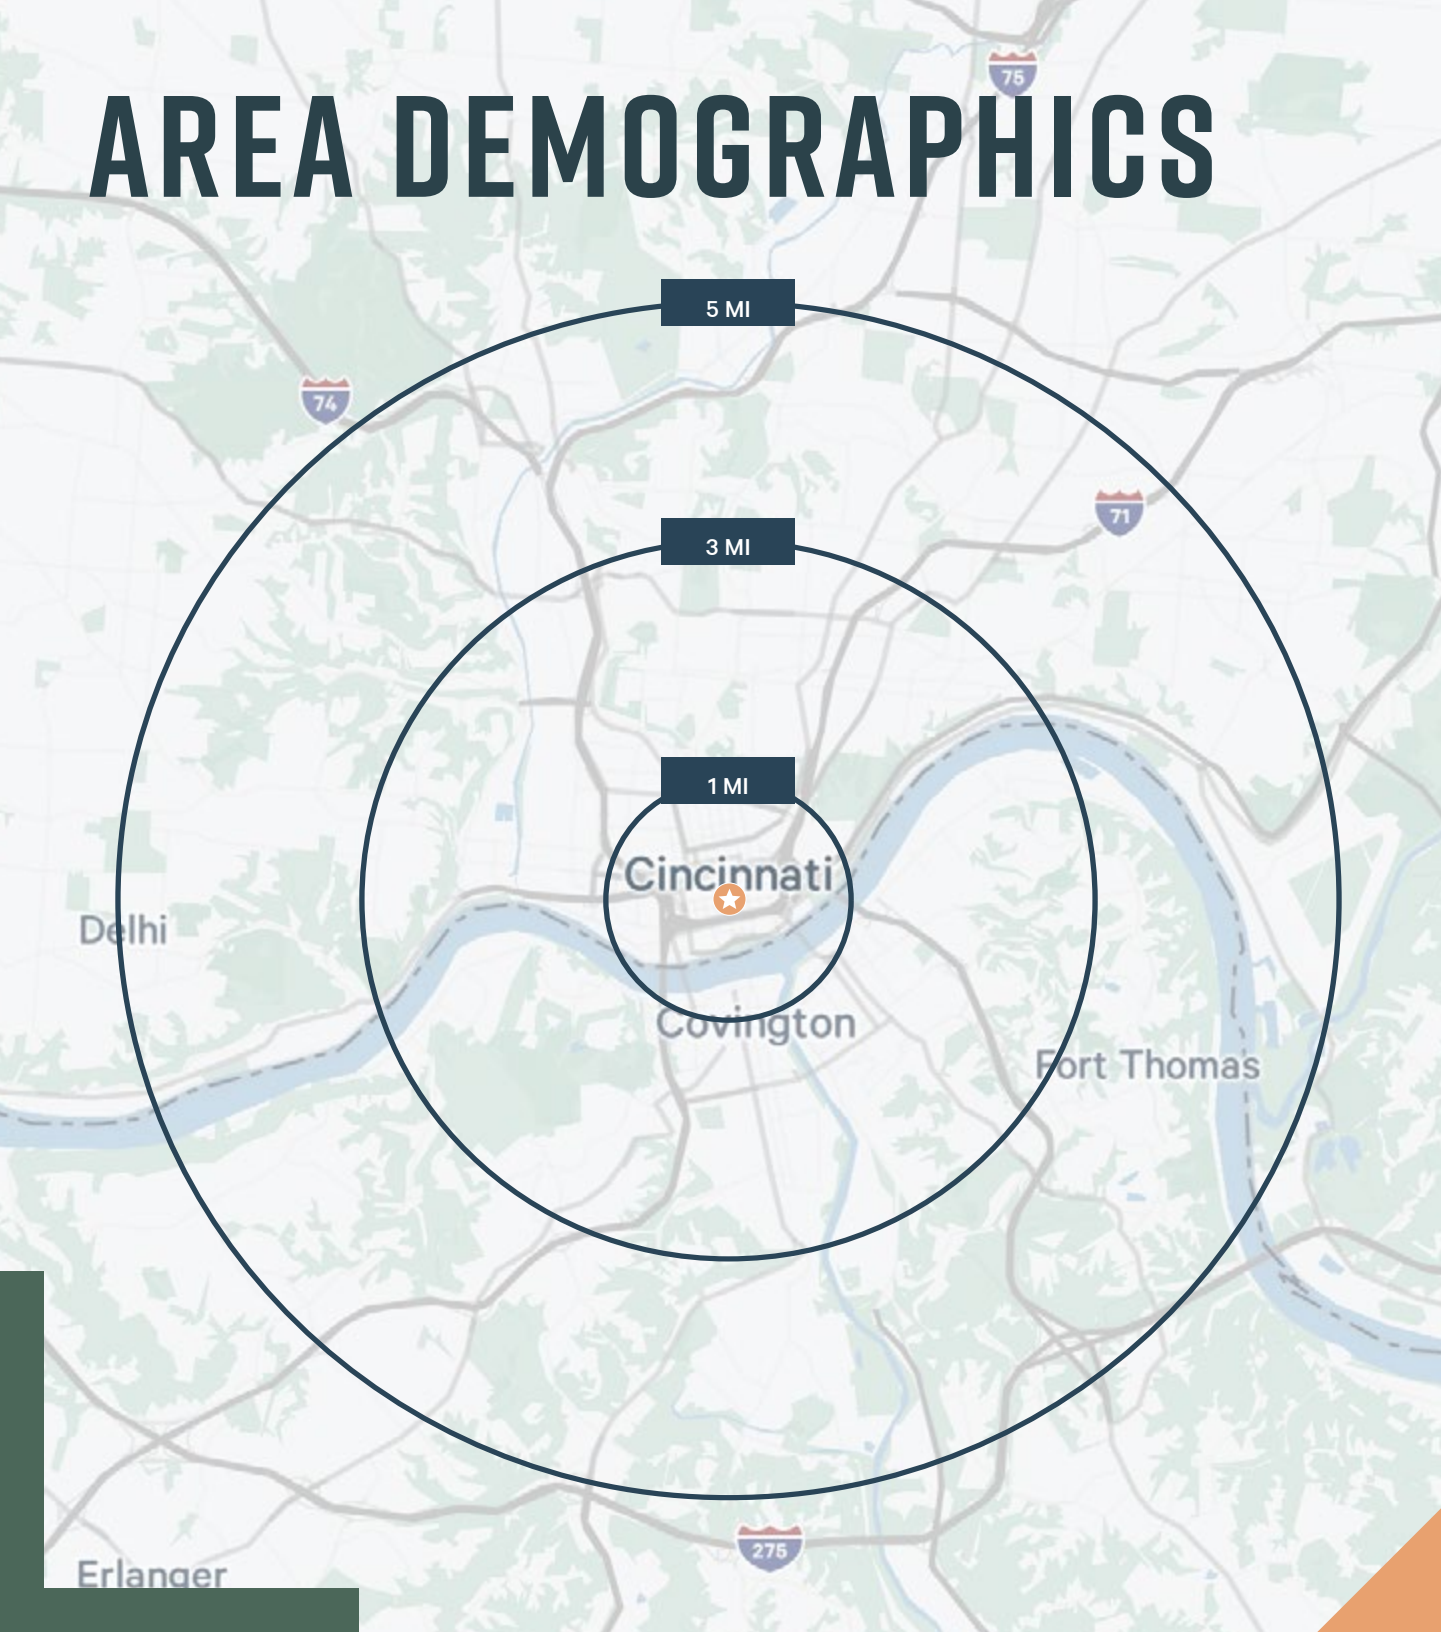 75
AREA DEMOGRAPHICS
5 MI
74
71
3 MI
1 MI
Cincinnati
Delhi
Covington
Fort Thomas
275
Erlanger